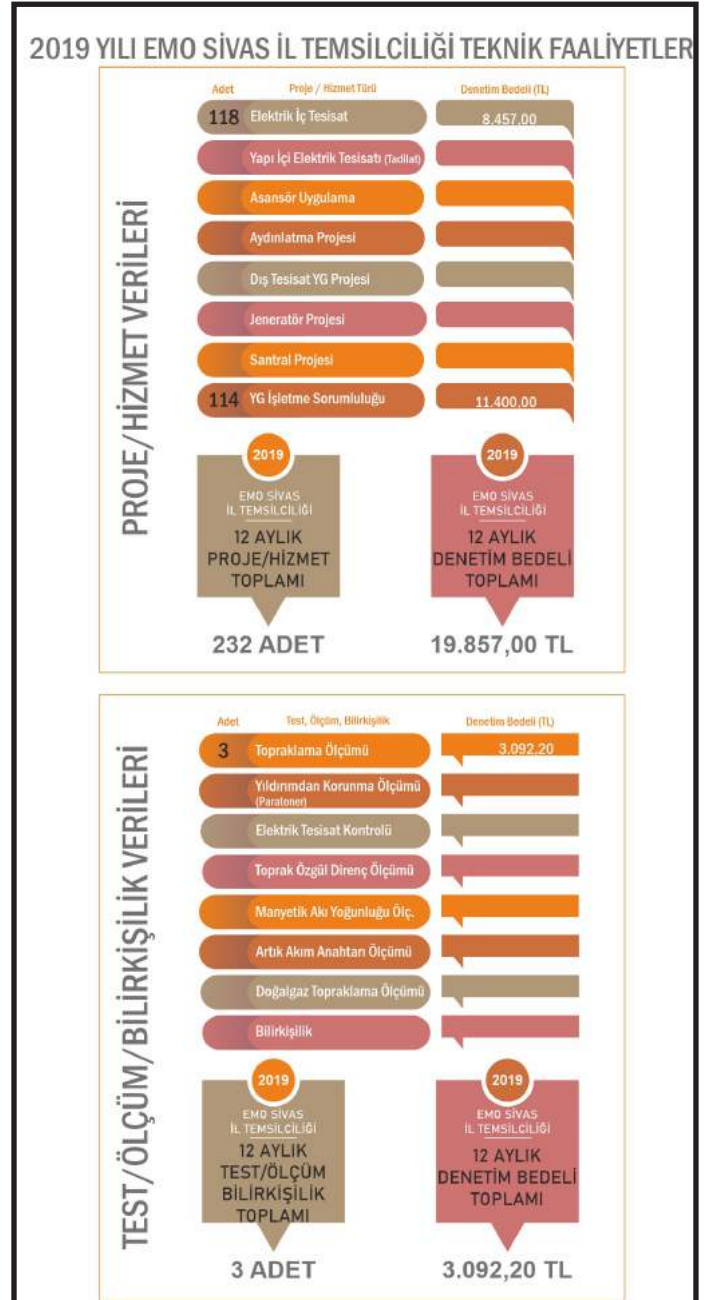 2019 YILI EMO SİVAS İL TEMSİLCİLİĞİ TEKNİK FAALİYETLER
PROJE/HİZMET VERİLERİ
Adet Proje / Hizmet Türü Denetim Bedeli (TL)
118 Elektrik İç Tesisat 8.457,00
Yapı İçi Elektrik Tesisatı (Tadilat)
Asansör Uygulama
Aydınlatma Projesi
Dış Tesisat YG Projesi
Jeneratör Projesi
Santral Projesi
114 YG İşletme Sorumluluğu 11.400,00
2019
EMO SİVAS
İL TEMSİLCİLİĞİ
12 AYLIK
PROJE/HİZMET
TOPLAMI
232 ADET
2019
EMO SİVAS
İL TEMSİLCİLİĞİ
12 AYLIK
DENETİM BEDELİ
TOPLAMI
19.857,00 TL
TEST/ÖLÇÜM/BİLİRKİŞİLİK VERİLERİ
Adet Test, Ölçüm, Bilirkişilik Denetim Bedeli (TL)
3 Topraklama Ölçümü 3.092,20
Yıldırımdan Korunma Ölçümü
(Paratoner)
Elektrik Tesisat Kontrolü
Toprak Özgül Direnç Ölçümü
Manyetik Akı Yoğunluğu Ölç.
Artık Akım Anahtarı Ölçümü
Doğalgaz Topraklama Ölçümü
Bilirkişilik
2019
EMO SİVAS
İL TEMSİLCİLİĞİ
12 AYLIK
TEST/ÖLÇÜM
BİLİRKİŞİLİK
TOPLAMI
3 ADET
2019
EMO SİVAS
İL TEMSİLCİLİĞİ
12 AYLIK
DENETİM BEDELİ
TOPLAMI
3.092,20 TL